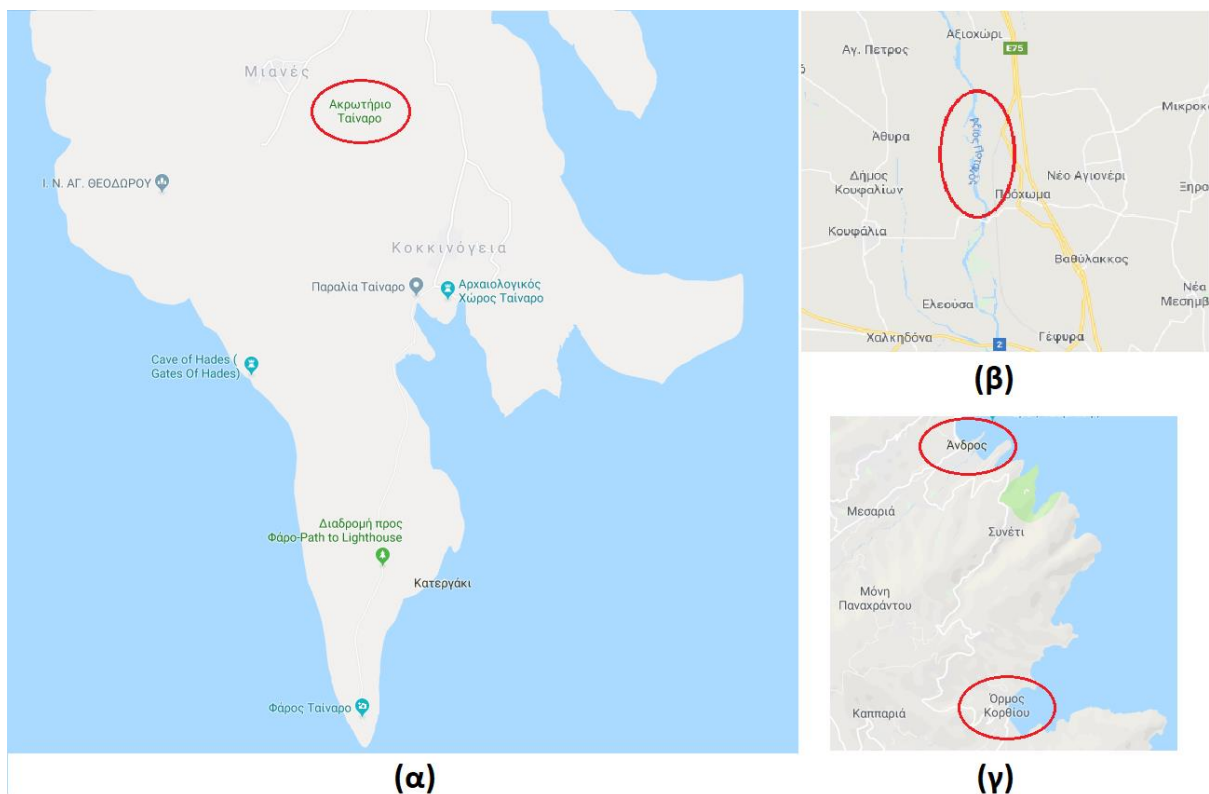 Μιανές
Ακρωτήριο
Ταίναρο
Ι. Ν. ΑΓ. ΘΕΟΔΩΡΟΥ
Κοκκινόγεια
Παραλία Ταίναρο
Αρχαιολογικός
Χώρος Ταίναρο
Cave of Hades (
Gates Of Hades)
Διαδρομή προς
Φάρο-Path to Lighthouse
Κατεργάκι
Φάρος Ταίναρο
(α)
Αξιοχώρι
Αγ. Πετρος
E75
Μικροκ
Άθυρα
Αξιός Ποταμός
Δήμος
Κουφαλίων
Νέο Αγιονέρι
Πρόχωμα
Ξηρο
Κουφάλια
Βαθύλακκος
Νέα
Μεσημβ
Ελεούσα
Χαλκηδόνα
2
Γέφυρα
(β)
Άνδρος
Μεσαριά
Συνέτι
Μόνη
Παναχράντου
Όρμος
Κορθίου
Καππαριά
(γ)